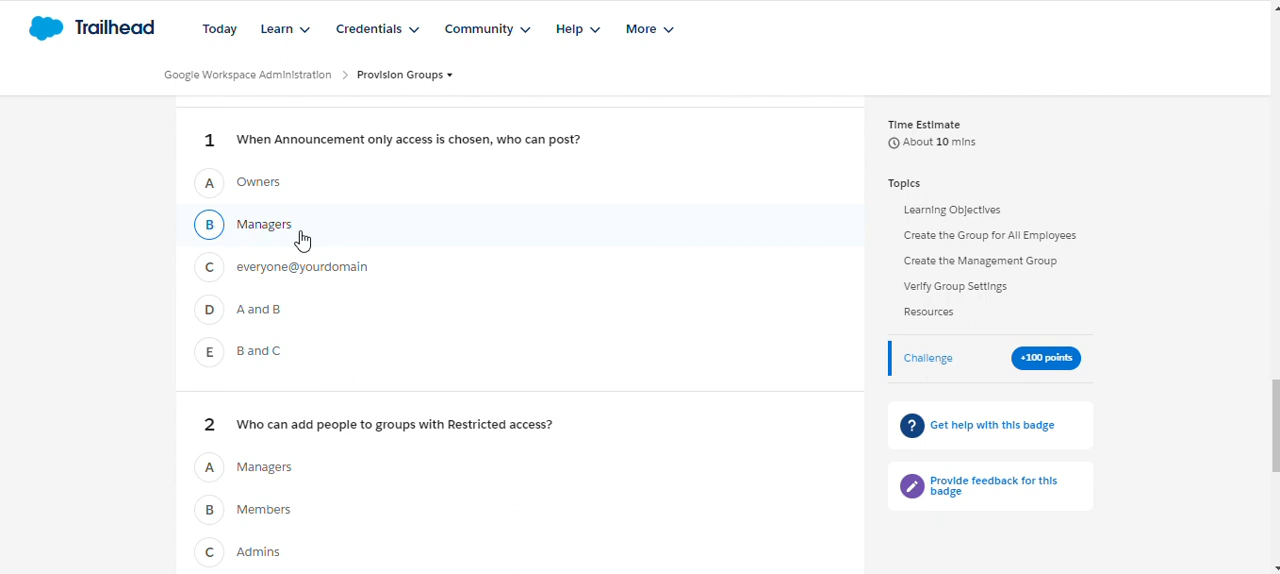 Trailhead
Today Learn Credentials Community Help More
Google Workspace Administration > Provision Groups
1 When Announcement only access is chosen, who can post?
A Owners
B Managers
C everyone@yourdomain
D A and B
E B and C
2 Who can add people to groups with Restricted access?
A Managers
B Members
C Admins
Time Estimate
About 10 mins
Topics
Learning Objectives
Create the Group for All Employees
Create the Management Group
Verify Group Settings
Resources
Challenge +100 points
? Get help with this badge
Provide feedback for this
badge